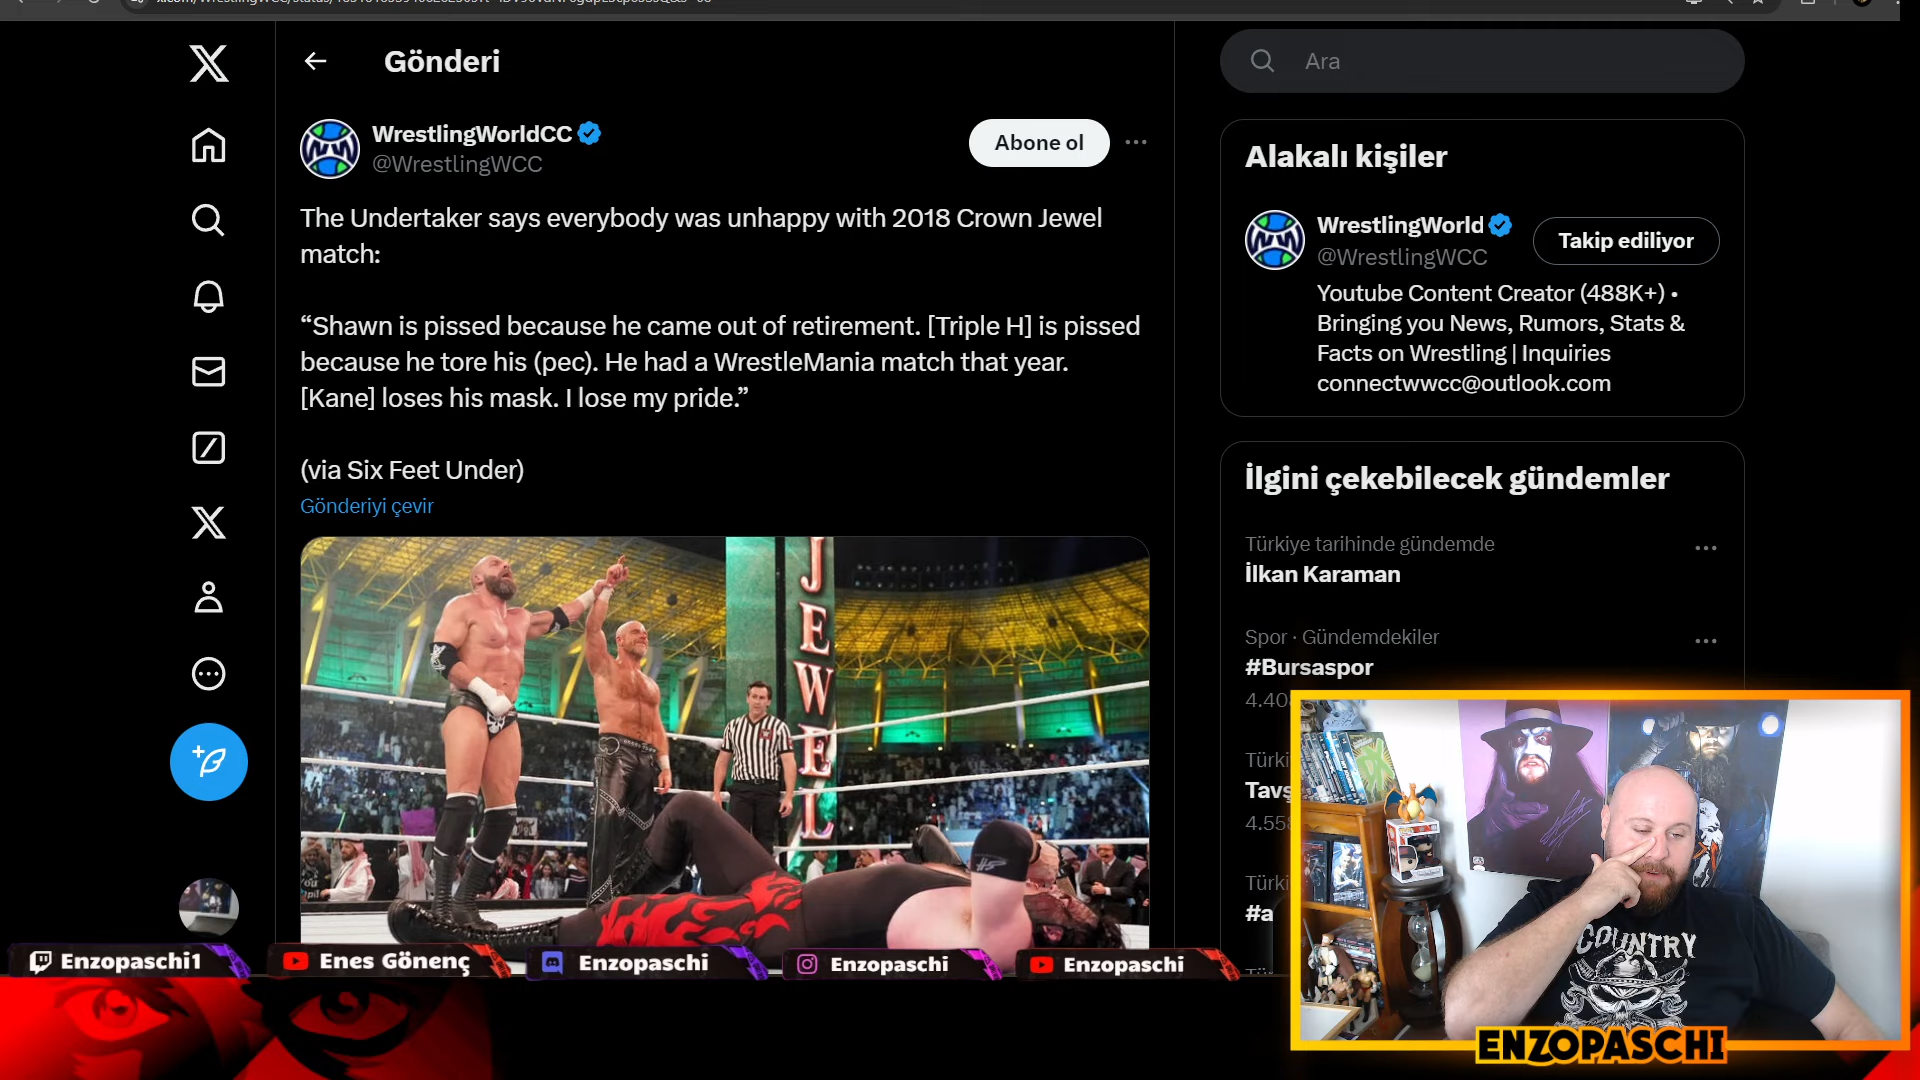 Gönderi
WrestlingWorldCC
@WrestlingWCC
Abone ol
The Undertaker says everybody was unhappy with 2018 Crown Jewel
match:
“Shawn is pissed because he came out of retirement. [Triple H] is pissed
because he tore his (pec). He had a WrestleMania match that year.
[Kane] loses his mask. I lose my pride.”
(via Six Feet Under)
Gönderiyi çevir
JEWEL
Ara
Alakalı kişiler
WrestlingWorld
@WrestlingWCC
Takip ediliyor
Youtube Content Creator (488K+) •
Bringing you News, Rumors, Stats &
Facts on Wrestling | Inquiries
connectwwcc@outlook.com
İlgini çekebilecek gündemler
Türkiye tarihinde gündemde
İlkan Karaman
Spor · Gündemdekiler
#Bursaspor
COUNTRY
ENZOPASCHI
Enzopaschi1
Enes Gönenç
Enzopaschi
Enzopaschi
Enzopaschi